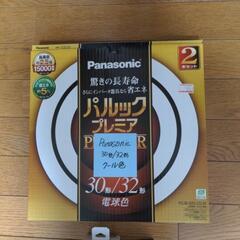 Panasonic
驚きの長寿命
さらにインバータ器具なら省エネ
15000
2
パルック
プレミア
Panasonic
30形/32形
クール色
30形/32形
電球色